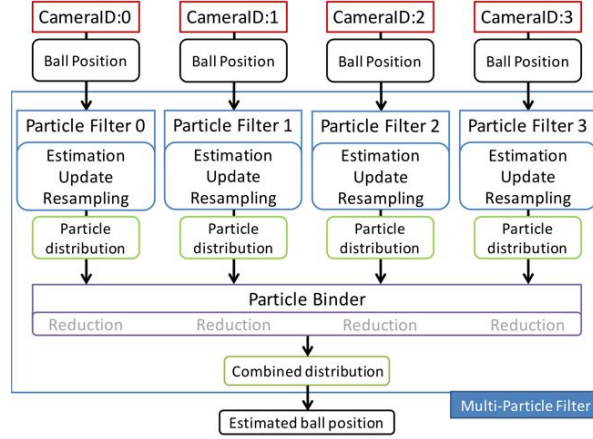 CameraID:0 CameraID:1 CameraID:2 CameraID:3
Ball Position Ball Position Ball Position Ball Position
Particle Filter 0 Particle Filter 1 Particle Filter 2 Particle Filter 3
Estimation Estimation Estimation Estimation
Update Update Update Update
Resampling Resampling Resampling Resampling
Particle Particle Particle Particle
distribution distribution distribution distribution
Particle Binder
Reduction Reduction Reduction Reduction
Combined distribution
Multi-Particle Filter
Estimated ball position